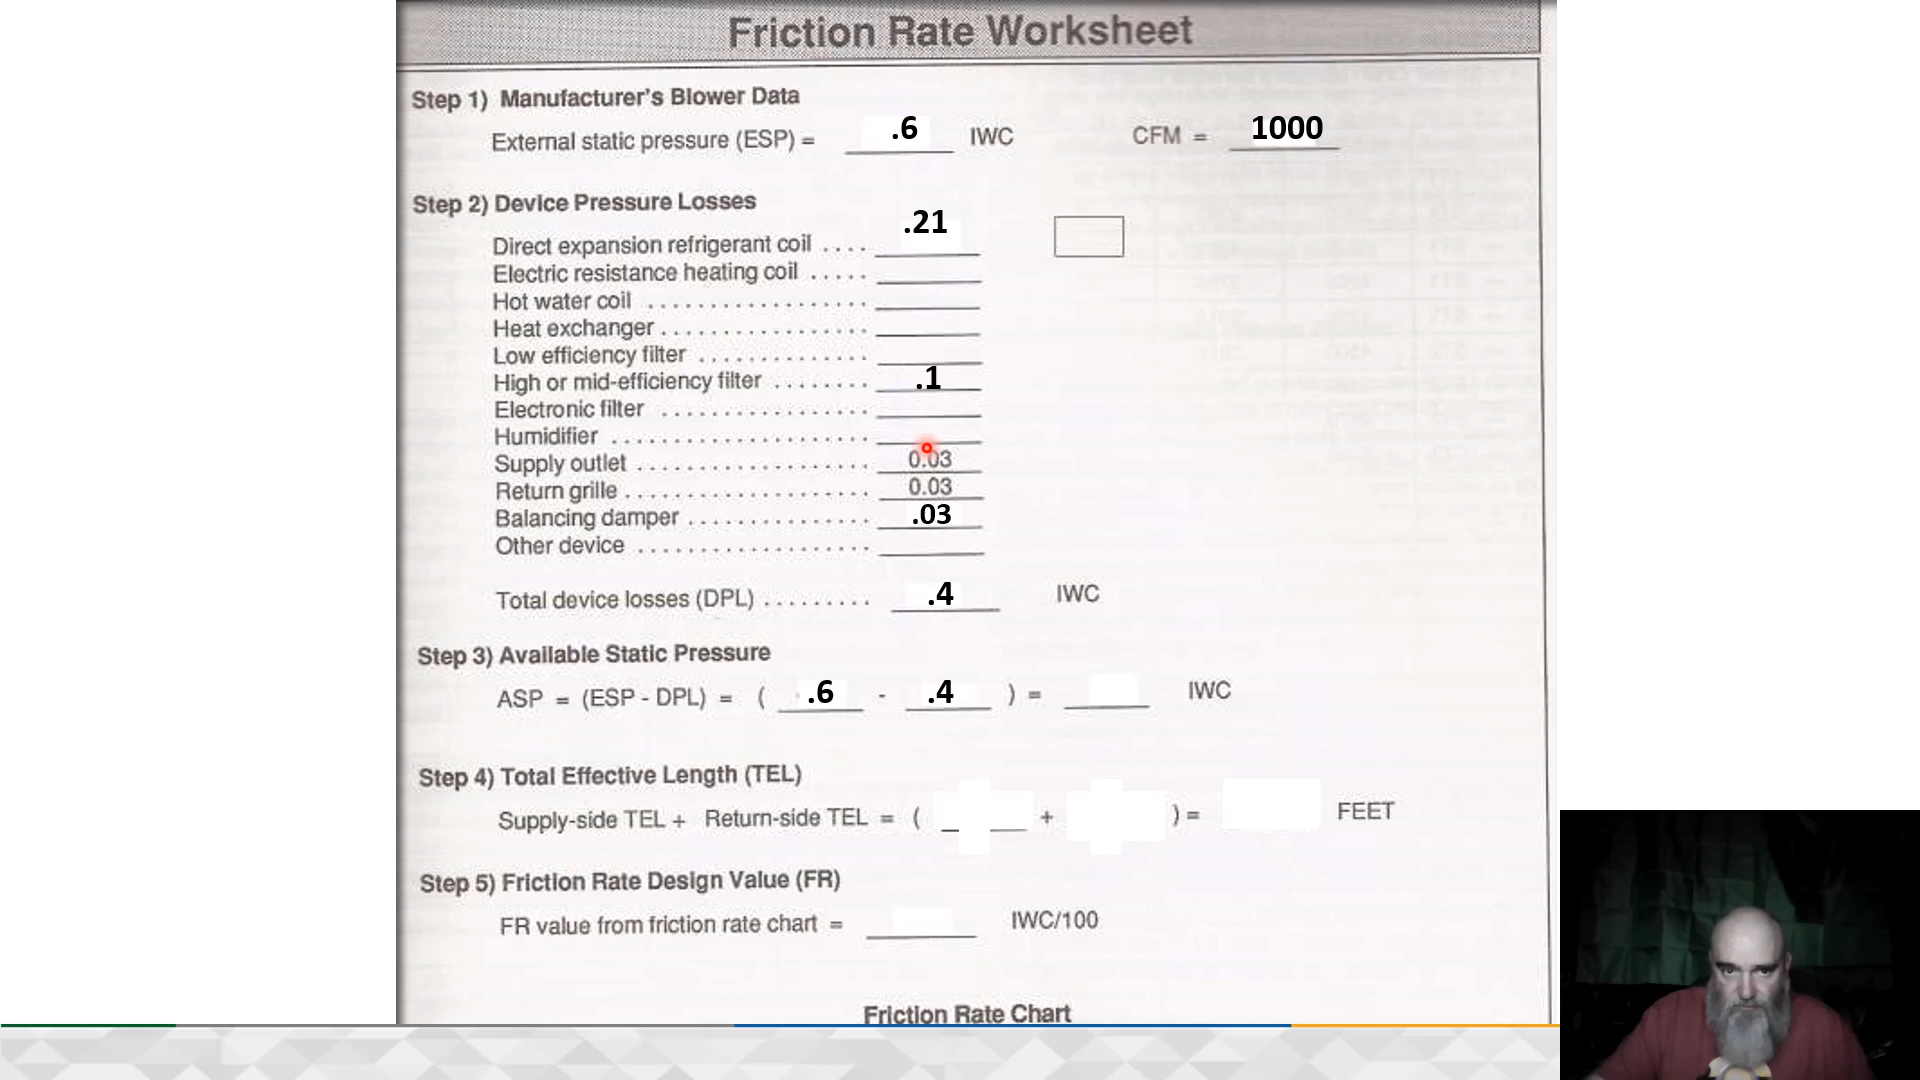 Friction Rate Worksheet
Step 1) Manufacturer's Blower Data
External static pressure (ESP) = .6 IWC CFM = 1000
Step 2) Device Pressure Losses
Direct expansion refrigerant coil .... .21
Electric resistance heating coil .....
Hot water coil ..................
Heat exchanger .................
Low efficiency filter ..............
High or mid-efficiency filter ........ .1
Electronic filter .................
Humidifier .....................
Supply outlet ................... 0.03
Return grille .................... 0.03
Balancing damper ............... .03
Other device ...................
Total device losses (DPL) ......... .4 IWC
Step 3) Available Static Pressure
ASP = (ESP - DPL) = ( .6 - .4 ) = IWC
Step 4) Total Effective Length (TEL)
Supply-side TEL + Return-side TEL = ( + ) = FEET
Step 5) Friction Rate Design Value (FR)
FR value from friction rate chart = IWC/100
Friction Rate Chart